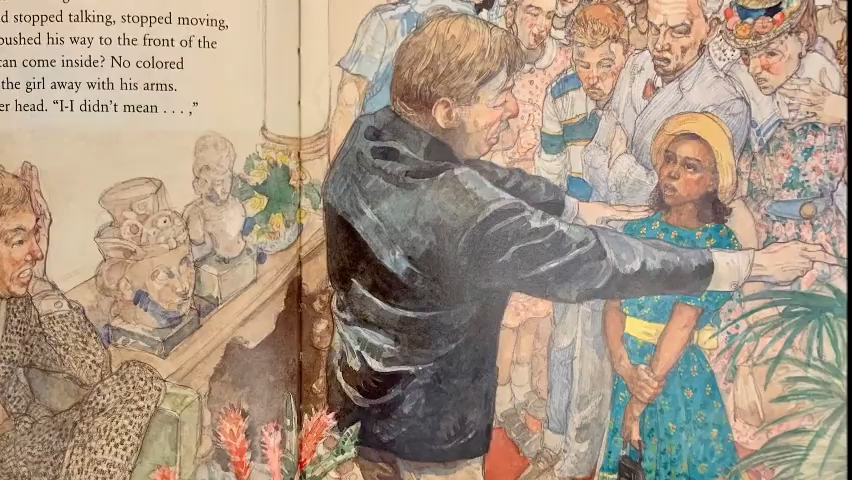 d stopped talking, stopped moving,
pushed his way to the front of the
can come inside? No colored
the girl away with his arms.
er head. “I-I didn’t mean . . . ,”